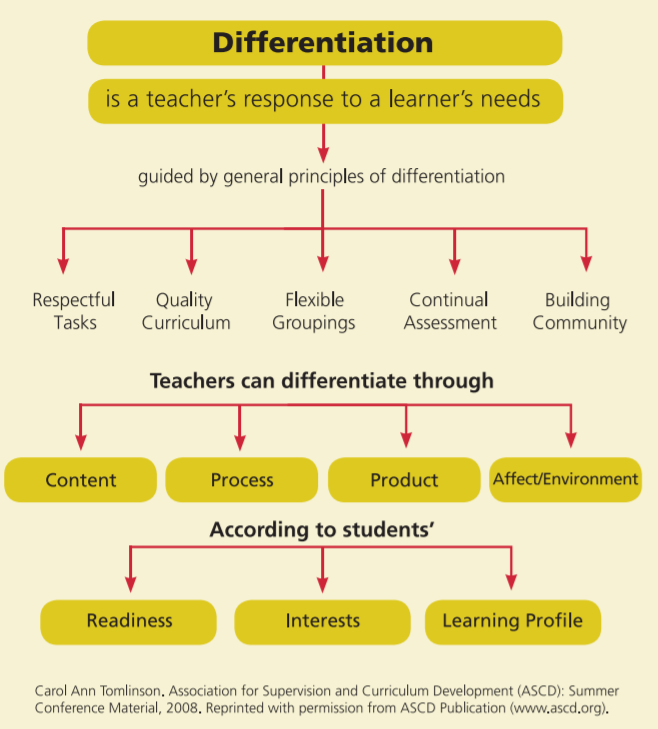 Differentiation
is a teacher's response to a learner's needs
guided by general principles of differentiation
Respectful Tasks
Quality Curriculum
Flexible Groupings
Continual Assessment
Building Community
Teachers can differentiate through
Content
Process
Product
Affect/Environment
According to students'
Readiness
Interests
Learning Profile
Carol Ann Tomlinson. Association for Supervision and Curriculum Development (ASCD): Summer
Conference Material, 2008. Reprinted with permission from ASCD Publication (www.ascd.org).